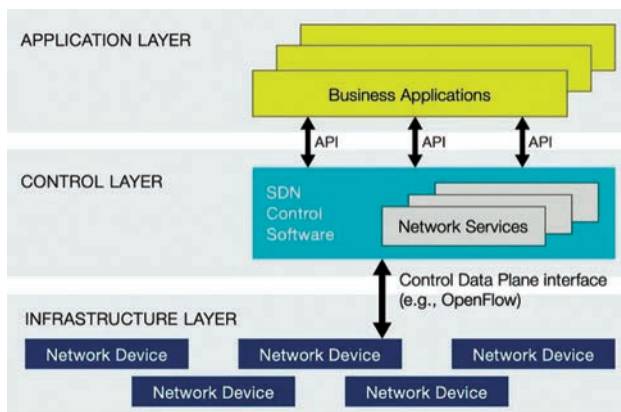 APPLICATION LAYER
Business Applications
API
API
API
CONTROL LAYER
SDN
Control
Software
Network Services
Control Data Plane interface
(e.g., OpenFlow)
INFRASTRUCTURE LAYER
Network Device
Network Device
Network Device
Network Device
Network Device